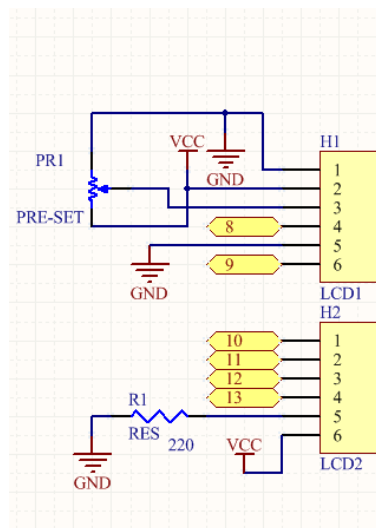 H1
VCC
PR1
1
GND
2
3
PRE-SET
8
4
5
9
6
GND
LCD1
H2
10
1
11
2
12
3
13
4
R1
5
RES
220
VCC
6
LCD2
GND